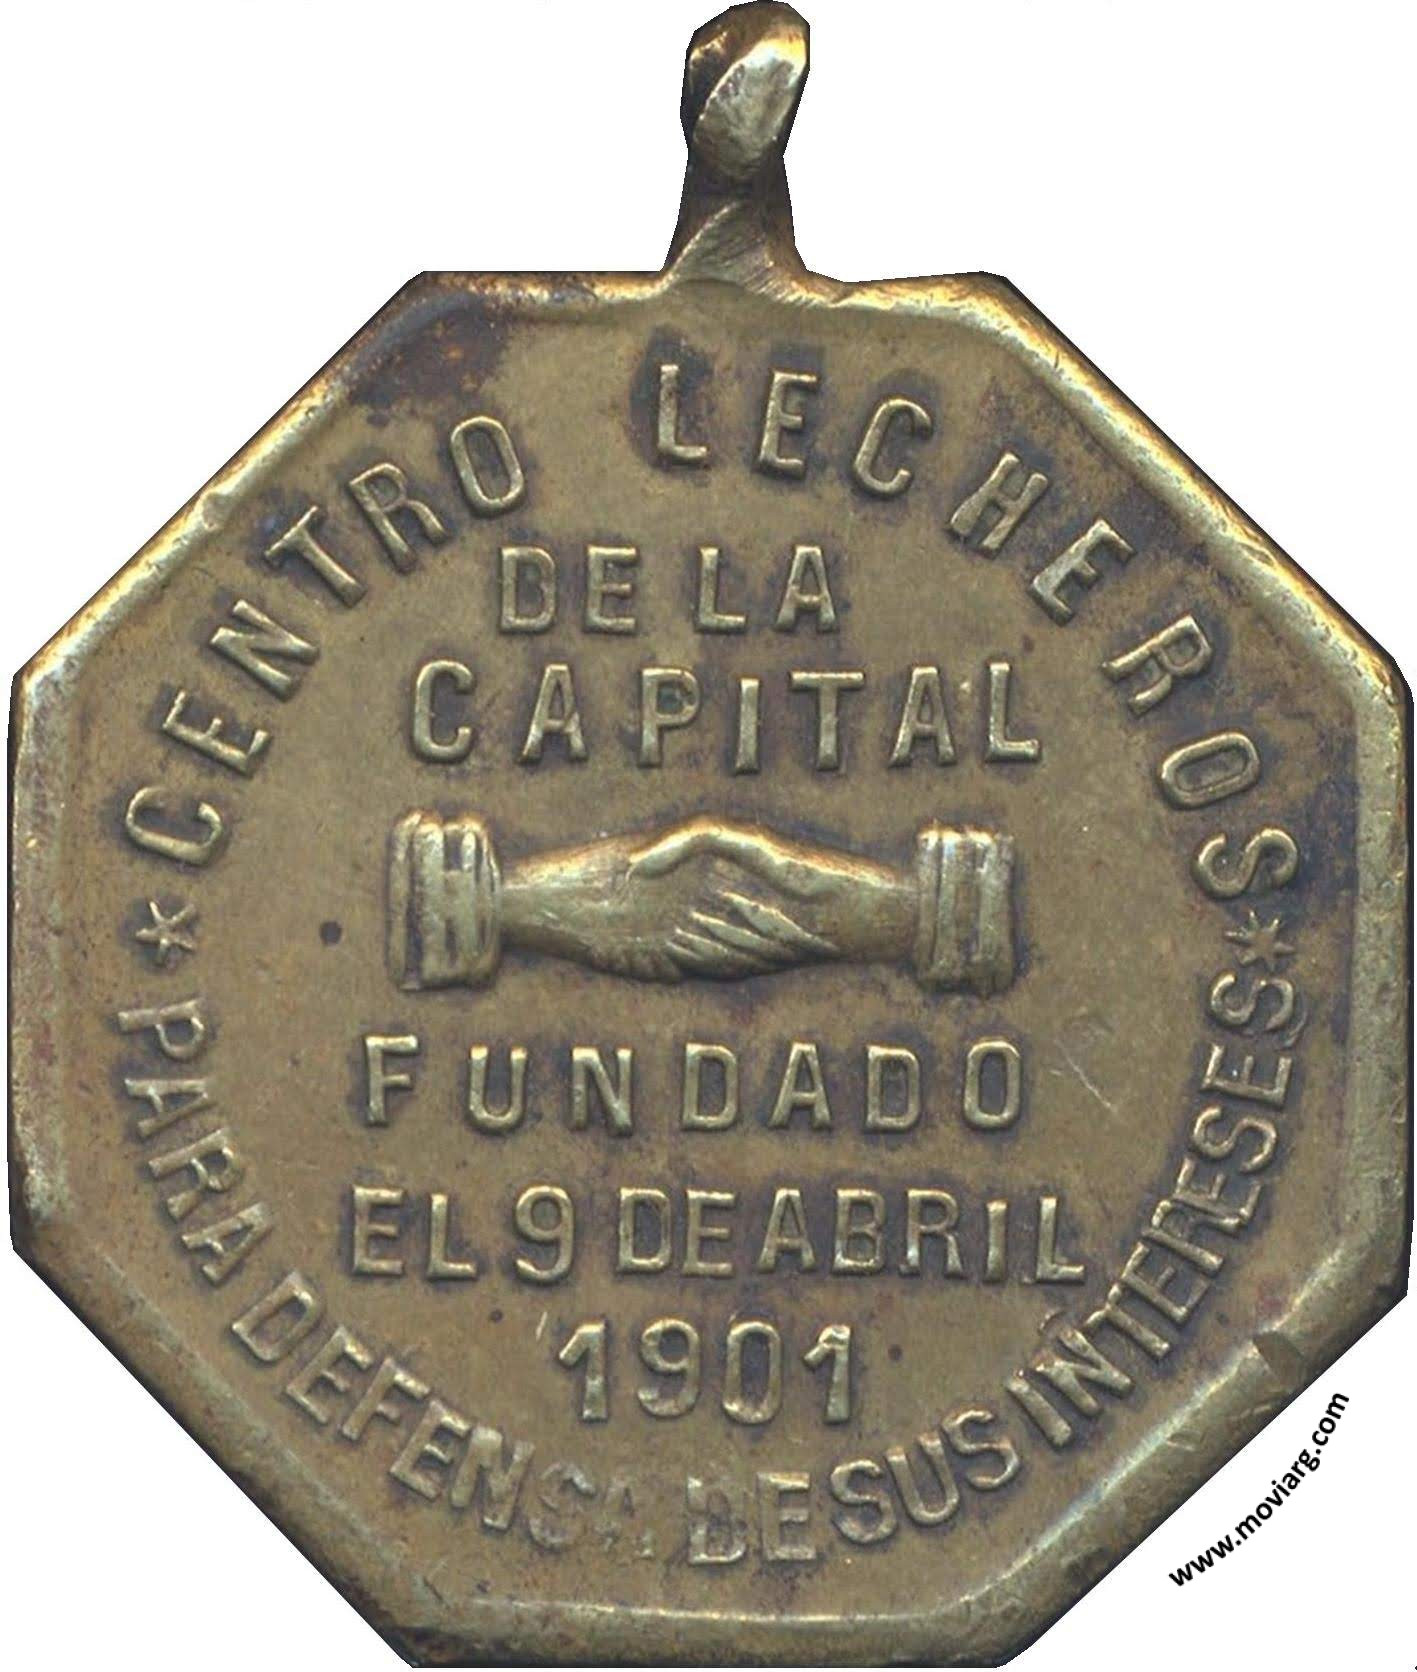 CENTRO LECHEROS
DE LA
CAPITAL
FUNDADO
EL 9 DE ABRIL
1901
* PARA DEFENSA DE SUS INTERESES *
www.moviarg.com